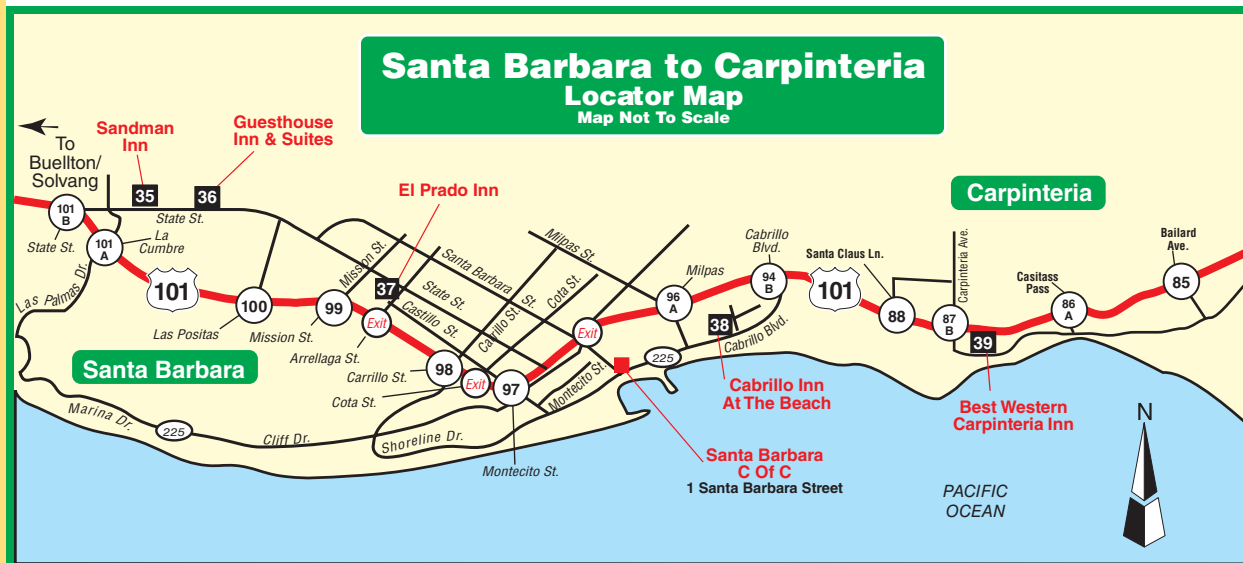 Santa Barbara to Carpinteria
Locator Map
Map Not To Scale
To
Buellton/
Solvang
Sandman
Inn
Guesthouse
Inn & Suites
El Prado Inn
Carpinteria
35
36
37
38
39
101
B
State St.
State St.
101
A
La
Cumbre
Las Palmas Dr.
101
100
Las Positas
99
Mission St.
Mission St.
Exit
Arrellaga St.
98
Carrillo St.
Exit
Cota St.
97
Montecito St.
Castillo St.
State St.
Santa Barbara St.
Carrillo St.
Cota St.
Milpas St.
Exit
Montecito St.
96
A
Milpas
Cabrillo
Blvd.
94
B
101
Santa Claus Ln.
88
Carpinteria Ave.
87
B
Casitass
Pass
86
A
Bailard
Ave.
85
225
Cabrillo Blvd.
Santa Barbara
Marina Dr.
225
Cliff Dr.
Shoreline Dr.
Cabrillo Inn
At The Beach
Santa Barbara
C Of C
1 Santa Barbara Street
Best Western
Carpinteria Inn
PACIFIC
OCEAN
N